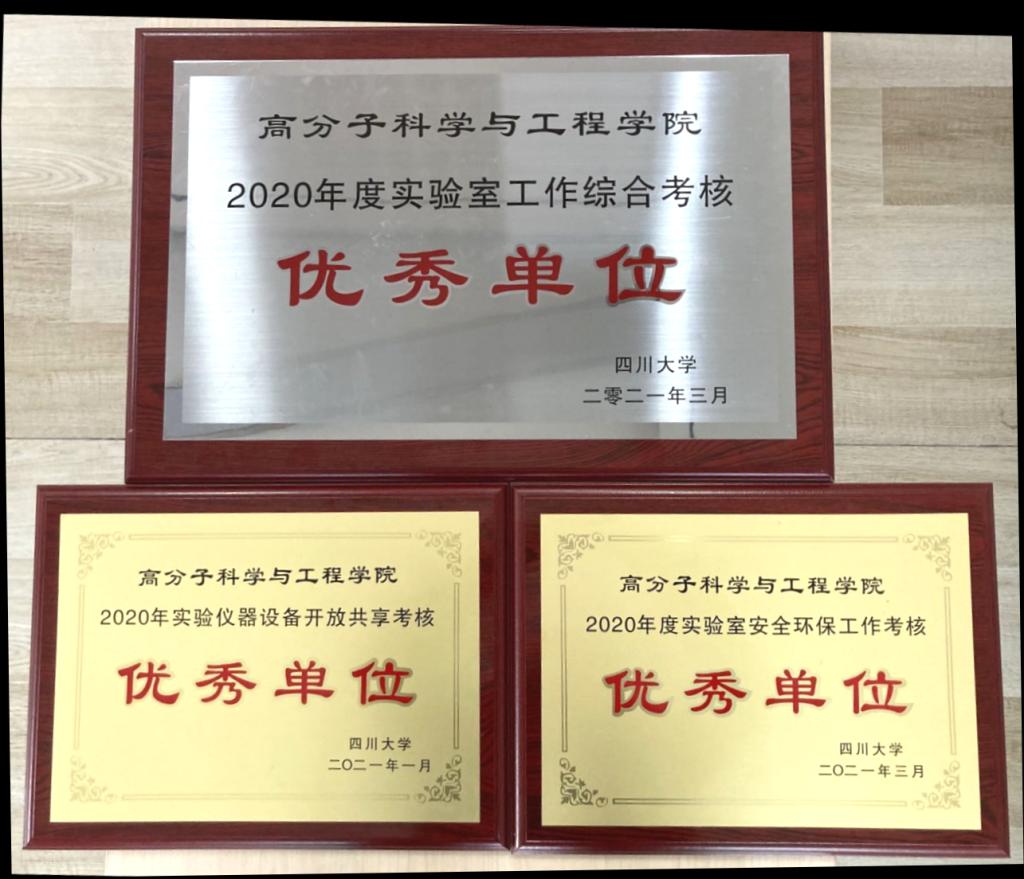 高分子科学与工程学院
2020年度实验室工作综合考核
优秀单位
四川大学
二零二一年三月
高分子科学与工程学院
2020年实验仪器设备开放共享考核
优秀单位
四川大学
二〇二一年一月
高分子科学与工程学院
2020年度实验室安全环保工作考核
优秀单位
四川大学
二〇二一年三月